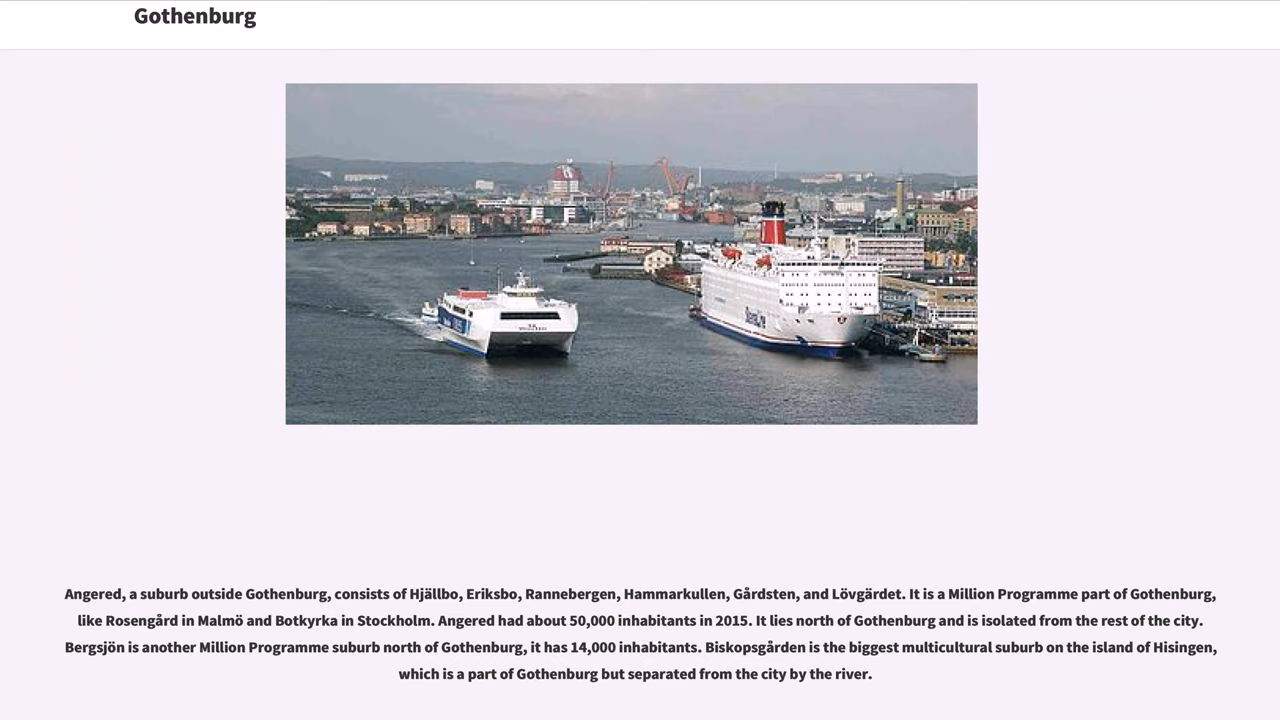 Gothenburg
Angered, a suburb outside Gothenburg, consists of Hjällbo, Eriksbo, Rannebergen, Hammarkullen, Gårdsten, and Lövgärdet. It is a Million Programme part of Gothenburg,
like Rosengård in Malmö and Botkyrka in Stockholm. Angered had about 50,000 inhabitants in 2015. It lies north of Gothenburg and is isolated from the rest of the city.
Bergsjön is another Million Programme suburb north of Gothenburg, it has 14,000 inhabitants. Biskopsgården is the biggest multicultural suburb on the island of Hisingen,
which is a part of Gothenburg but separated from the city by the river.